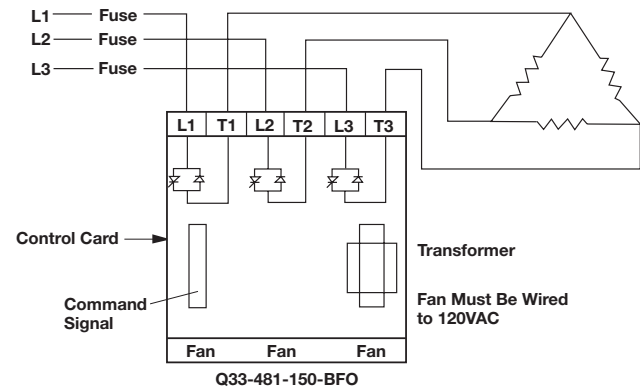 L1 Fuse
L2 Fuse
L3 Fuse
L1 T1 L2 T2 L3 T3
Control Card
Transformer
Command
Signal
Fan Must Be Wired
to 120VAC
Fan Fan Fan
Q33-481-150-BFO